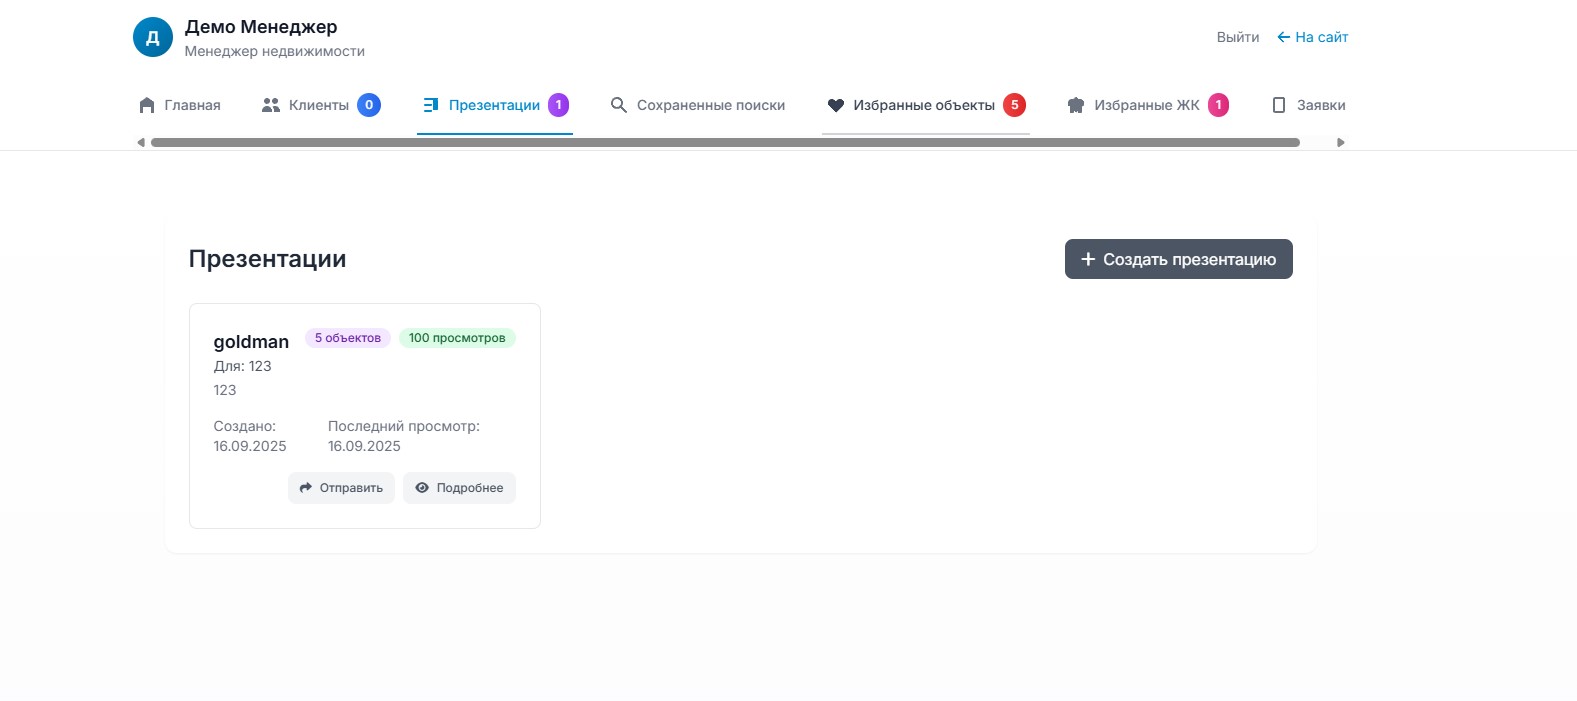 Д
Демо Менеджер
Менеджер недвижимости
Выйти
На сайт
Главная
Клиенты 0
Презентации 1
Сохраненные поиски
Избранные объекты 5
Избранные ЖК 1
Заявки
Презентации
Создать презентацию
goldman 5 объектов 100 просмотров
Для: 123
123
Создано: Последний просмотр:
16.09.2025 16.09.2025
Отправить Подробнее